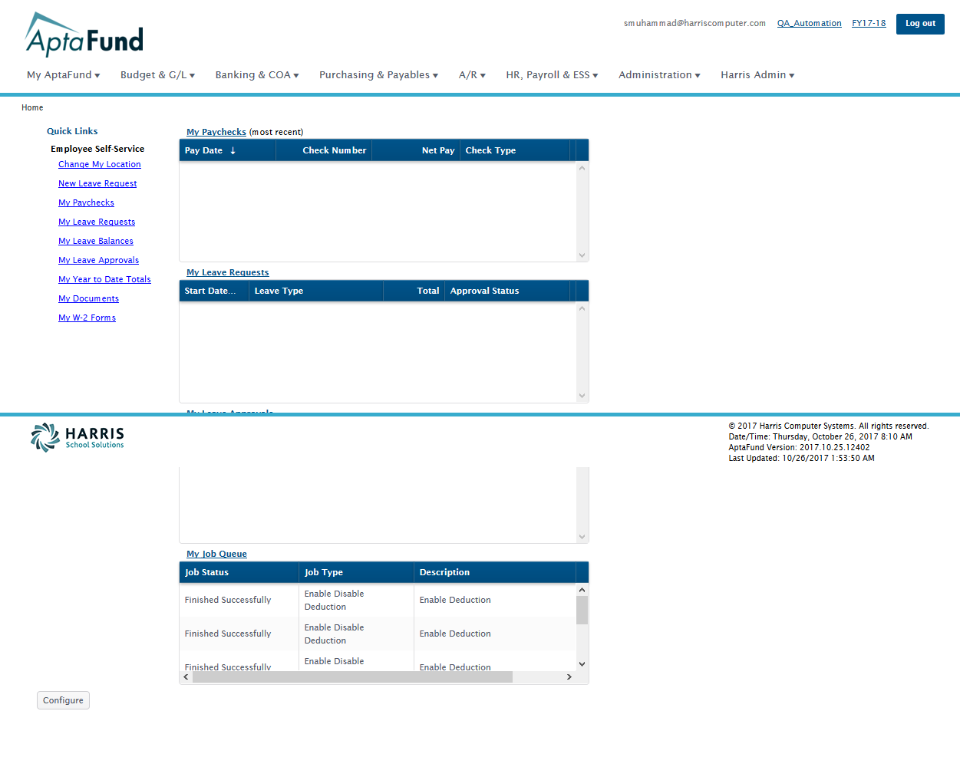 AptaFund
smuhammad@harriscomputer.com QA_Automation FY17-18 Log out
My AptaFund Budget & G/L Banking & COA Purchasing & Payables A/R HR, Payroll & ESS Administration Harris Admin
Home
Quick Links
Employee Self-Service
Change My Location
New Leave Request
My Paychecks
My Leave Requests
My Leave Balances
My Leave Approvals
My Year to Date Totals
My Documents
My W-2 Forms
My Paychecks (most recent)
Pay Date ↓ Check Number Net Pay Check Type
My Leave Requests
Start Date... Leave Type Total Approval Status
My Leave Approvals
HARRIS
School Solutions
© 2017 Harris Computer Systems. All rights reserved.
Date/Time: Thursday, October 26, 2017 8:10 AM
AptaFund Version: 2017.10.25.12402
Last Updated: 10/26/2017 1:53:50 AM
My Job Queue
Job Status Job Type Description
Finished Successfully Enable Disable Deduction Enable Deduction
Finished Successfully Enable Disable Deduction Enable Deduction
Finished Successfully Enable Disable Enable Deduction
Configure